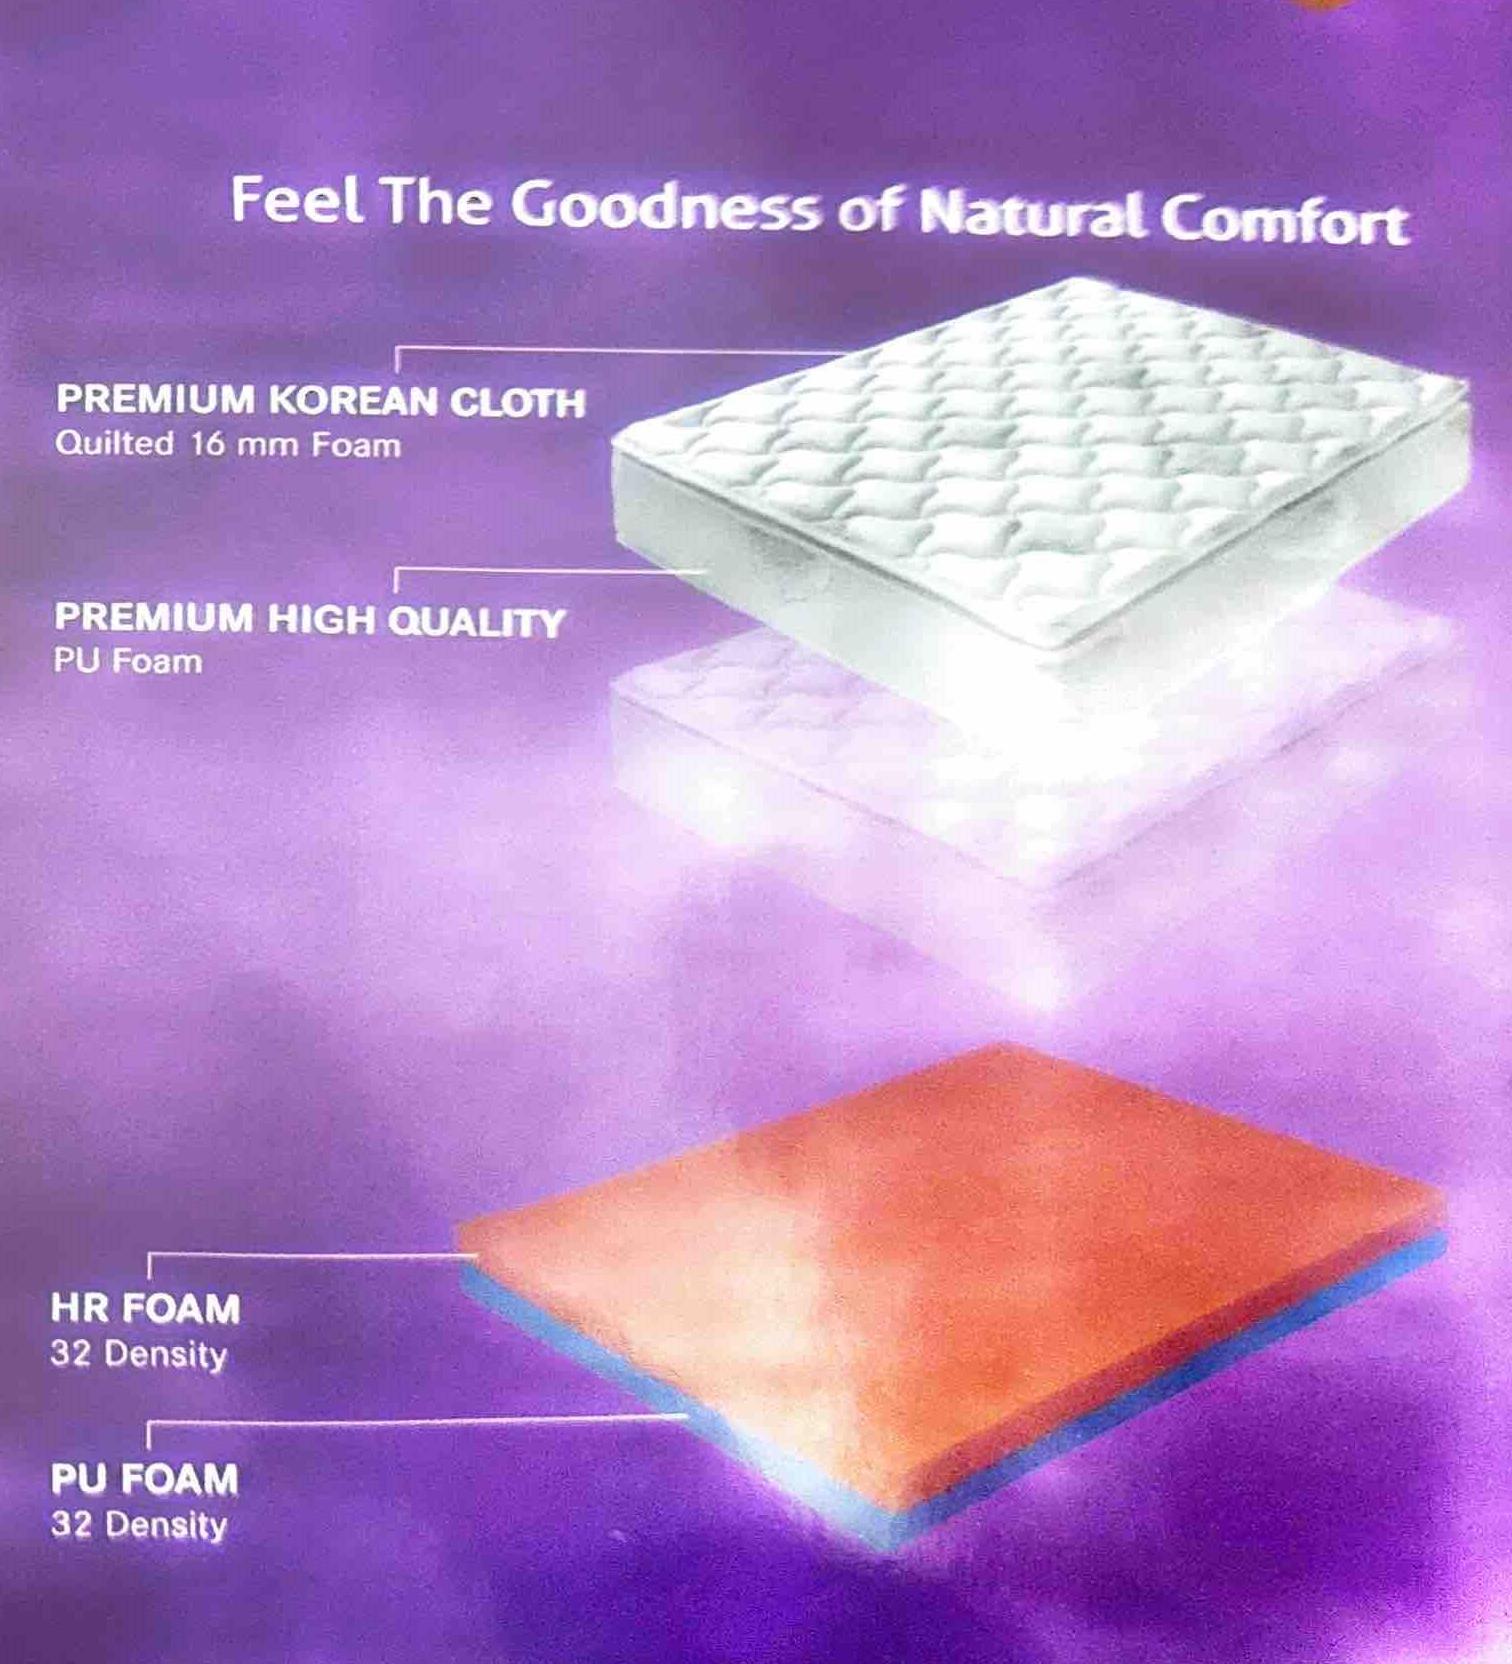 Feel The Goodness of Natural Comfort
PREMIUM KOREAN CLOTH
Quilted 16 mm Foam
PREMIUM HIGH QUALITY
PU Foam
HR FOAM
32 Density
PU FOAM
32 Density